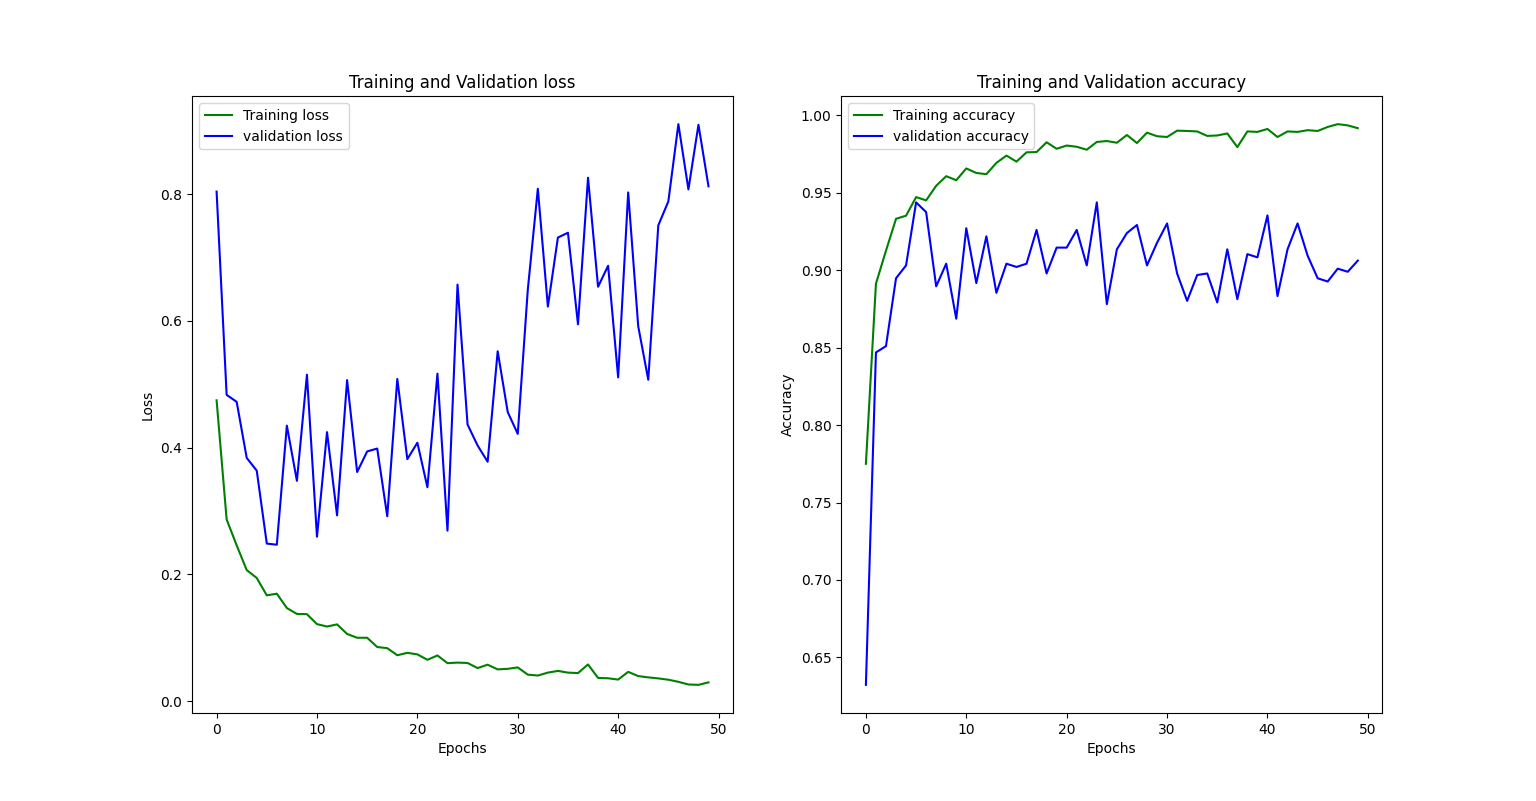 Training and Validation loss
Training loss
validation loss
Loss
0.8
0.6
0.4
0.2
0.0
0 10 20 30 40 50
Epochs
Training and Validation accuracy
Training accuracy
validation accuracy
Accuracy
1.00
0.95
0.90
0.85
0.80
0.75
0.70
0.65
0 10 20 30 40 50
Epochs